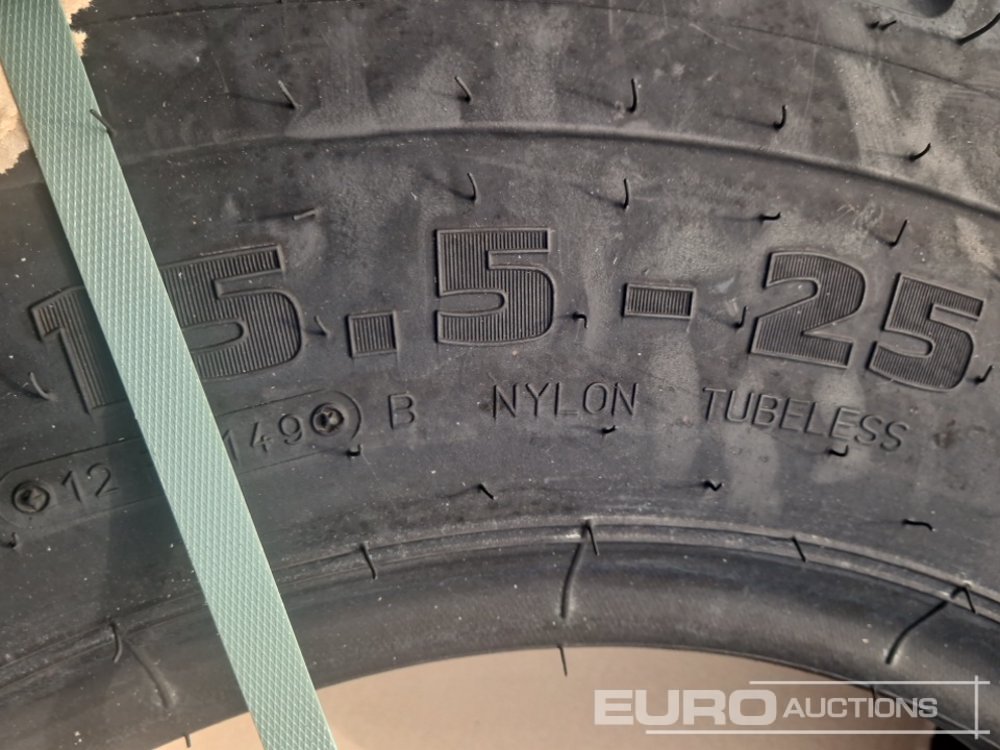 15.5-25
12 149 B NYLON TUBELESS
EURO AUCTIONS